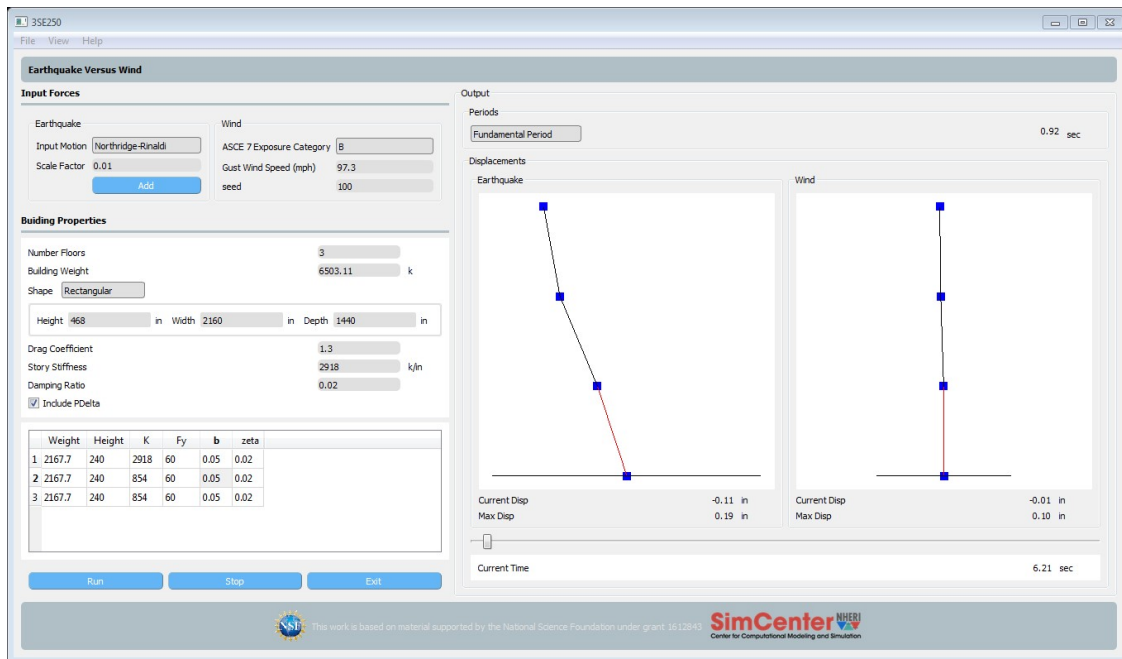 3SE250
File View Help
Earthquake Versus Wind
Input Forces
Earthquake
Input Motion Northridge-Rinaldi
Scale Factor 0.01
Add
Wind
ASCE 7 Exposure Category B
Gust Wind Speed (mph) 97.3
seed 100
Buiding Properties
Number Floors 3
Building Weight 6503.11 k
Shape Rectangular
Height 468 in Width 2160 in Depth 1440 in
Drag Coefficient 1.3
Story Stiffness 2918 k/in
Damping Ratio 0.02
Include PDelta
Weight Height K Fy b zeta
1 2167.7 240 2918 60 0.05 0.02
2 2167.7 240 854 60 0.05 0.02
3 2167.7 240 854 60 0.05 0.02
Run Stop Exit
Output
Periods
Fundamental Period 0.92 sec
Displacements
Earthquake
Current Disp -0.11 in
Max Disp 0.19 in
Wind
Current Disp -0.01 in
Max Disp 0.10 in
Current Time 6.21 sec
NSF
This work is based on material supported by the National Science Foundation under grant 1612843
SimCenter NHERI
Center for Computational Modeling and Simulation